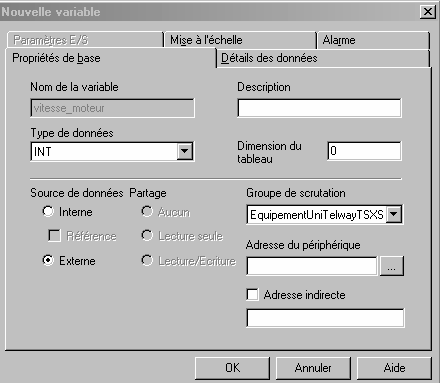 Nouvelle variable
Paramètres E/S
Mise à l'échelle
Alarme
Propriétés de base
Détails des données
Nom de la variable
Description
vitesse_moteur
Type de données
INT
Dimension du
tableau
0
Source de données
Partage
Groupe de scrutation
Interne
Aucun
EquipementUniTelwayTSXS
Référence
Lecture seule
Adresse du périphérique
Externe
Lecture/Ecriture
...
Adresse indirecte
OK
Annuler
Aide